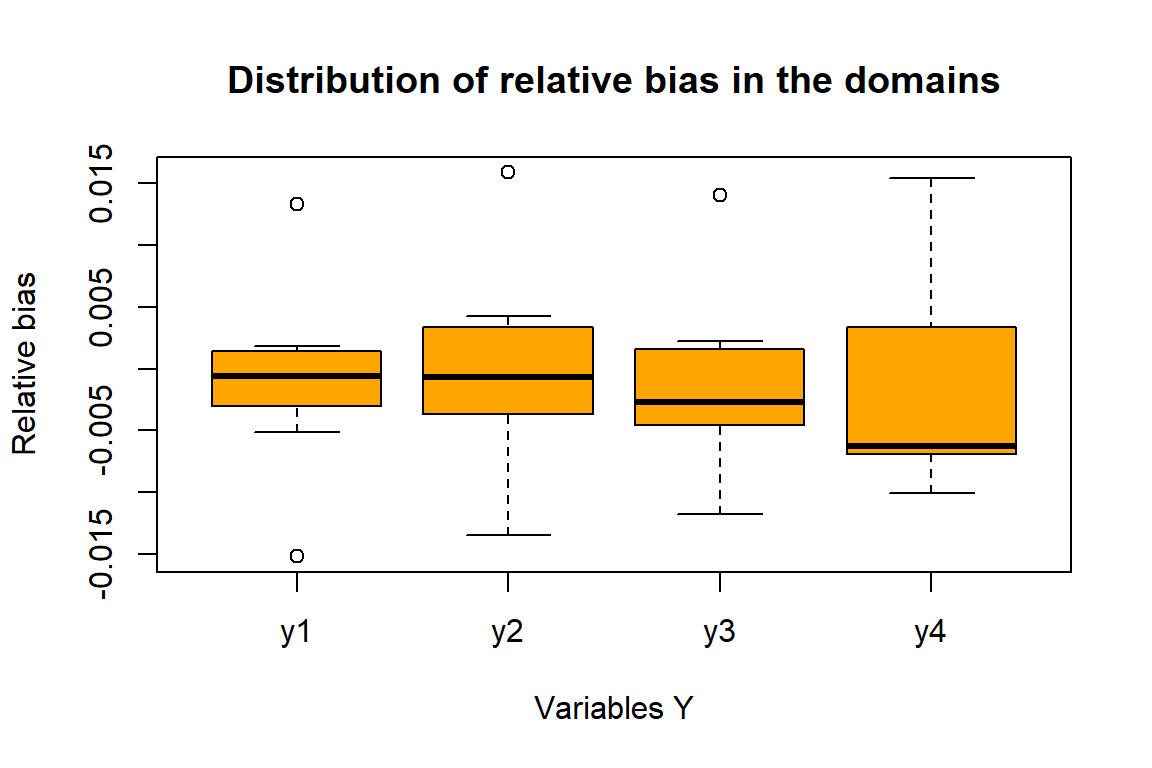 Distribution of relative bias in the domains
Relative bias
0.015
0.005
-0.005
-0.015
y1 y2 y3 y4
Variables Y